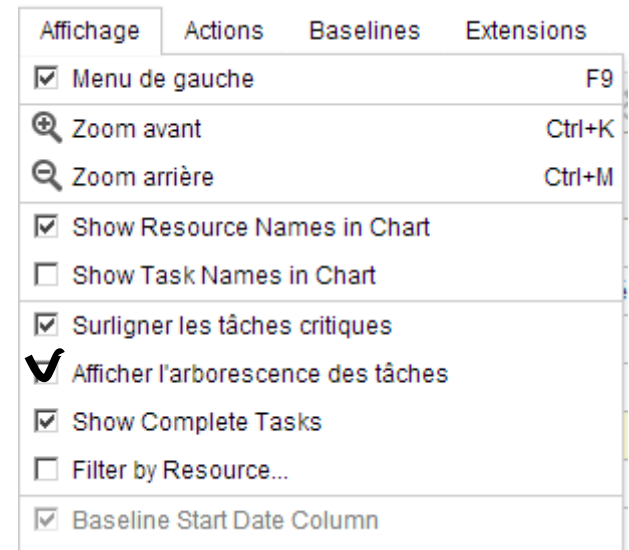 Affichage Actions Baselines Extensions
Menu de gauche F9
Zoom avant Ctrl+K
Zoom arrière Ctrl+M
Show Resource Names in Chart
Show Task Names in Chart
Surligner les tâches critiques
Afficher l'arborescence des tâches
Show Complete Tasks
Filter by Resource...
Baseline Start Date Column